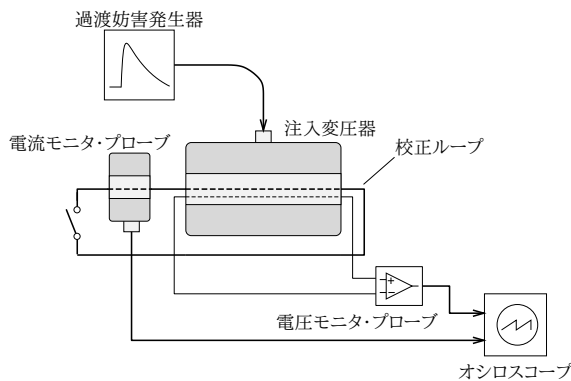 過渡妨害発生器
注入変圧器
電流モニタ・プローブ
校正ループ
+
−
電圧モニタ・プローブ
オシロスコープ